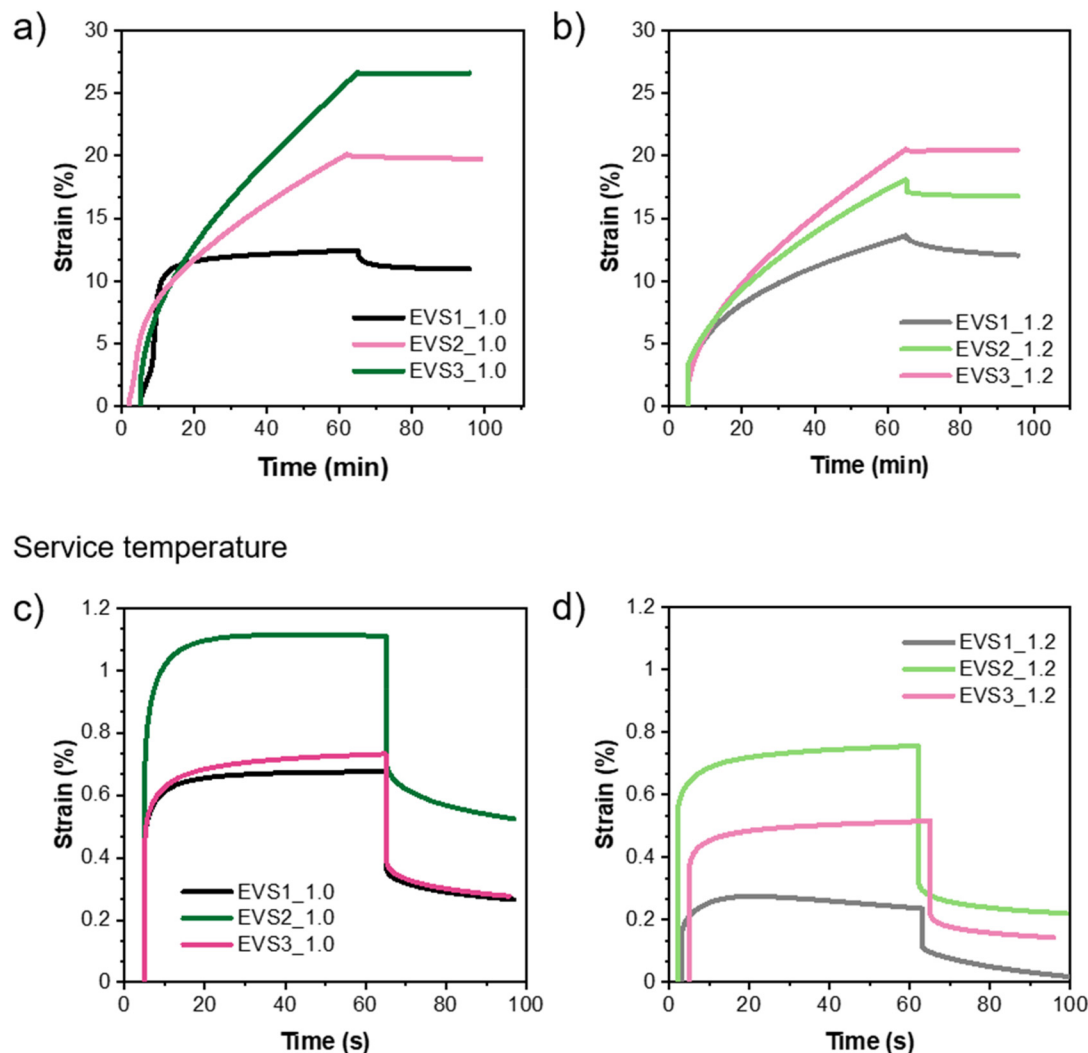 a)
30
25
20
15
10
5
0
Strain (%)
0 20 40 60 80 100
Time (min)
EVS1_1.0
EVS2_1.0
EVS3_1.0
b)
30
25
20
15
10
5
0
Strain (%)
0 20 40 60 80 100
Time (min)
EVS1_1.2
EVS2_1.2
EVS3_1.2
Service temperature
c)
1.2
1
0.8
0.6
0.4
0.2
0
Strain (%)
0 20 40 60 80 100
Time (s)
EVS1_1.0
EVS2_1.0
EVS3_1.0
d)
1.2
1
0.8
0.6
0.4
0.2
0
Strain (%)
0 20 40 60 80 100
Time (s)
EVS1_1.2
EVS2_1.2
EVS3_1.2